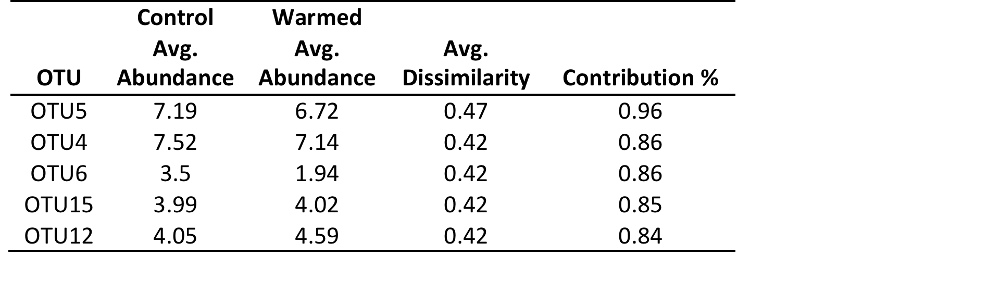 Control Warmed
Avg. Avg. Avg.
OTU Abundance Abundance Dissimilarity Contribution %
OTU5 7.19 6.72 0.47 0.96
OTU4 7.52 7.14 0.42 0.86
OTU6 3.5 1.94 0.42 0.86
OTU15 3.99 4.02 0.42 0.85
OTU12 4.05 4.59 0.42 0.84